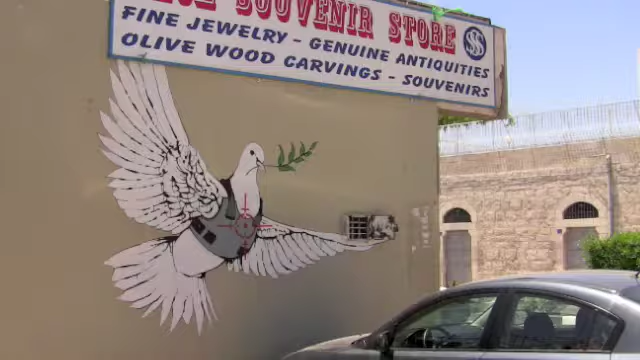 SOUVENIR STORE
FINE JEWELRY - GENUINE ANTIQUITIES
OLIVE WOOD CARVINGS - SOUVENIRS